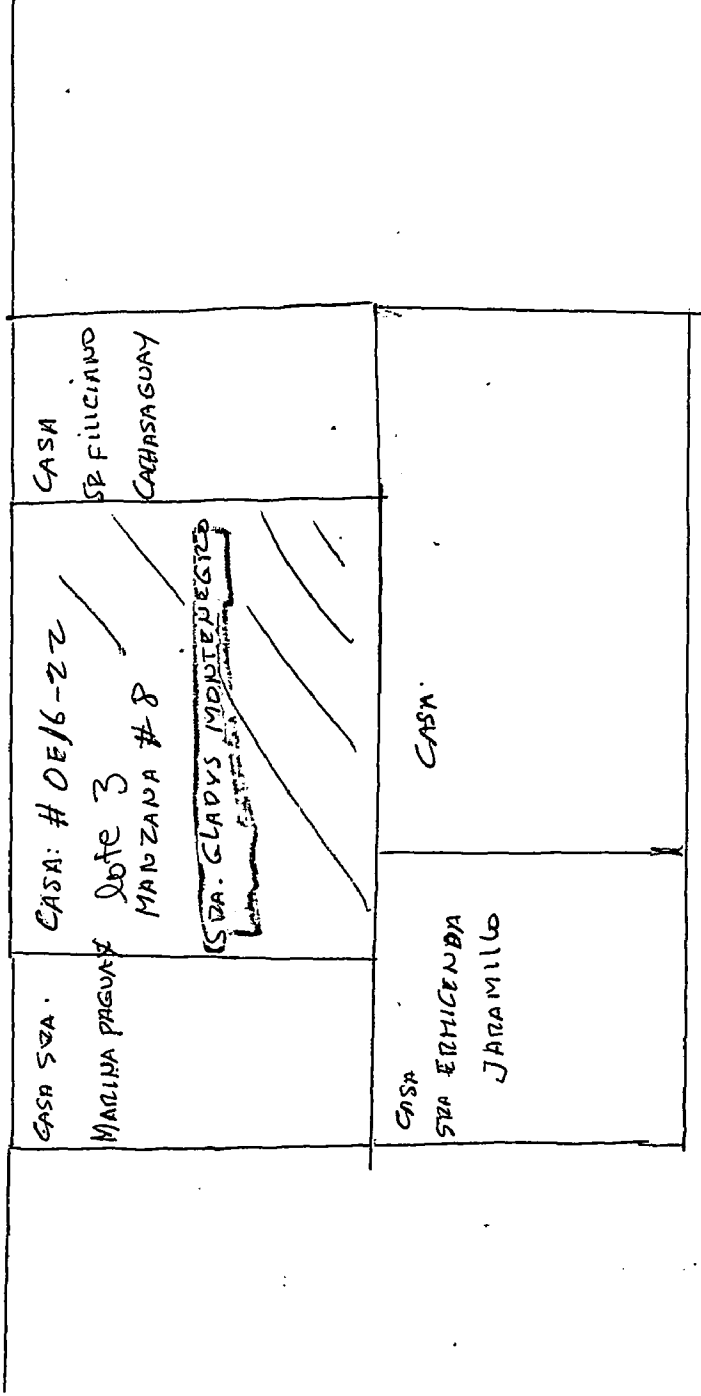 CASA SRA.
MARINA PAGUAY
CASA: # OE16-22
lote 3
MANZANA # 8
SRA. GLADYS MONTENEGRO
CASA
SR FILICIANO
CACHASAGUAY
CASA
SRA ERMICENDA
JARAMILLO
CASA.